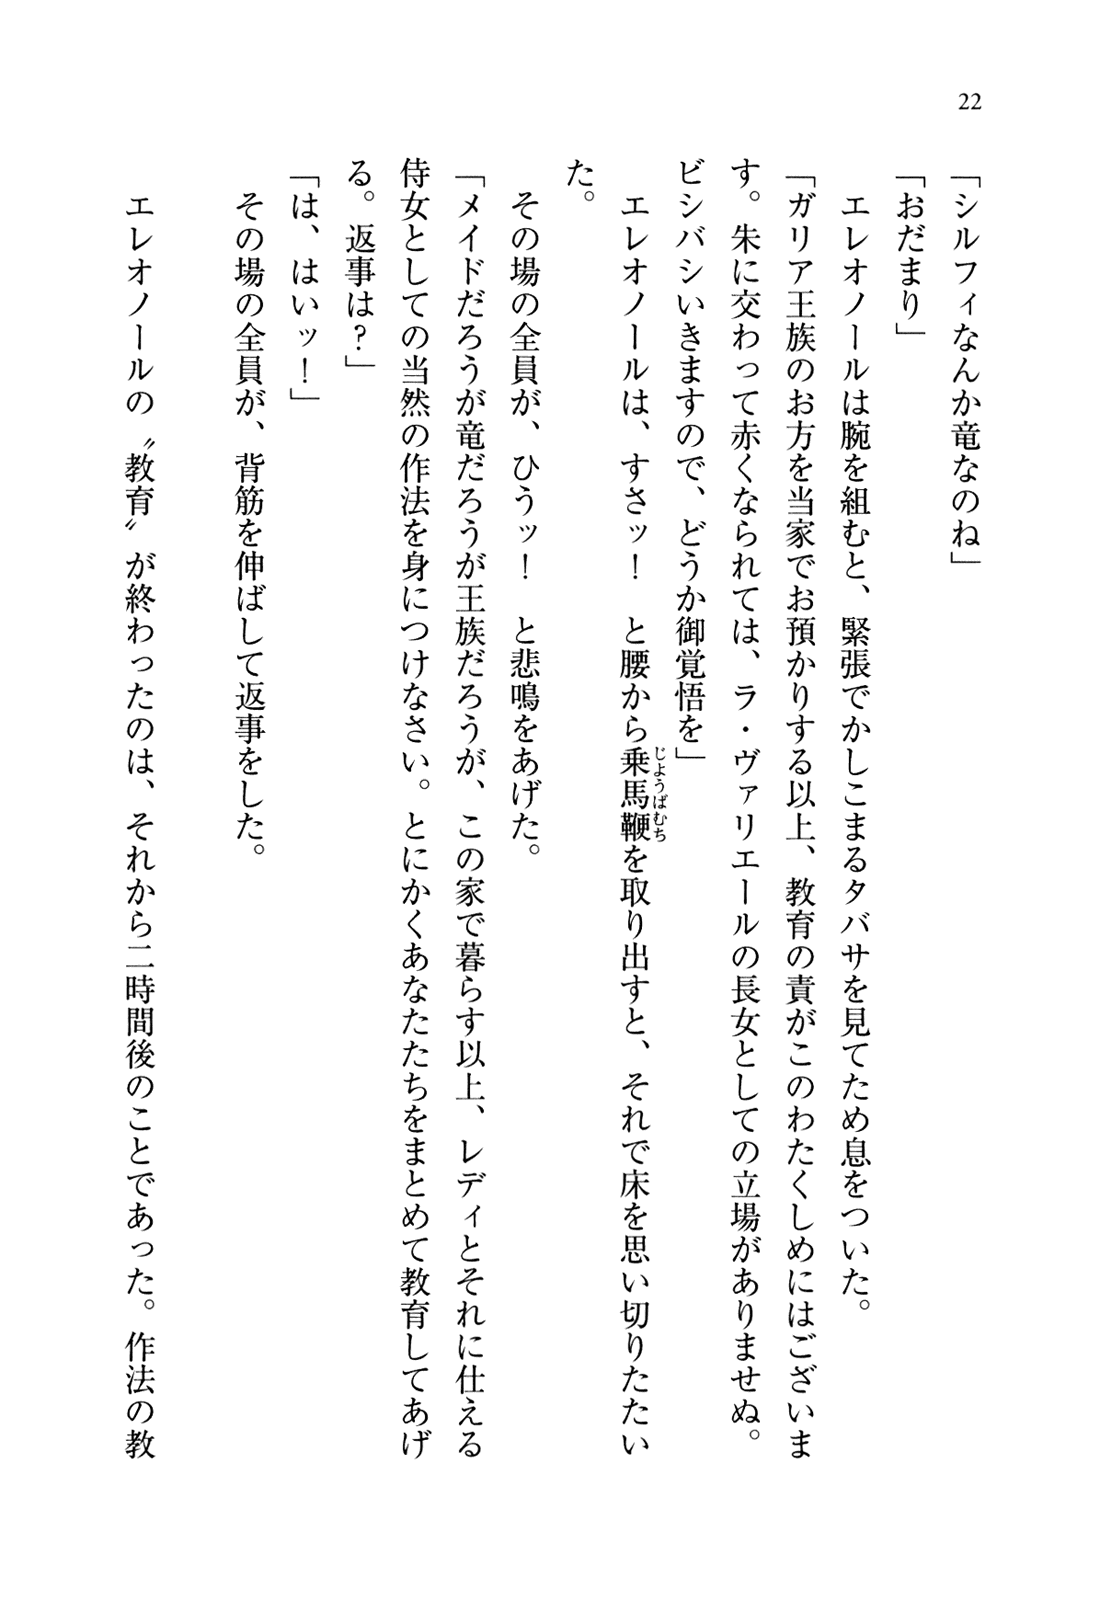 22
「シルフィなんか竜なのね」
「おだまり」
　エレオノールは腕を組むと、緊張でかしこまるタバサを見てため息をついた。
「ガリア王族のお方を当家でお預かりする以上、教育の責がこのわたくしめにはございま
す。朱に交わって赤くなられては、ラ・ヴァリエールの長女としての立場がありませぬ。
ビシバシいきますので、どうか御覚悟を」
　エレオノールは、すさッ！　と腰から乗馬鞭を取り出すと、それで床を思い切りたたい
じようばむち
た。
　その場の全員が、ひうッ！　と悲鳴をあげた。
「メイドだろうが竜だろうが王族だろうが、この家で暮らす以上、レディとそれに仕える
侍女としての当然の作法を身につけなさい。とにかくあなたたちをまとめて教育してあげ
る。返事は？」
「は、はいッ！」
　その場の全員が、背筋を伸ばして返事をした。
　エレオノールの〝教育〟が終わったのは、それから二時間後のことであった。作法の教